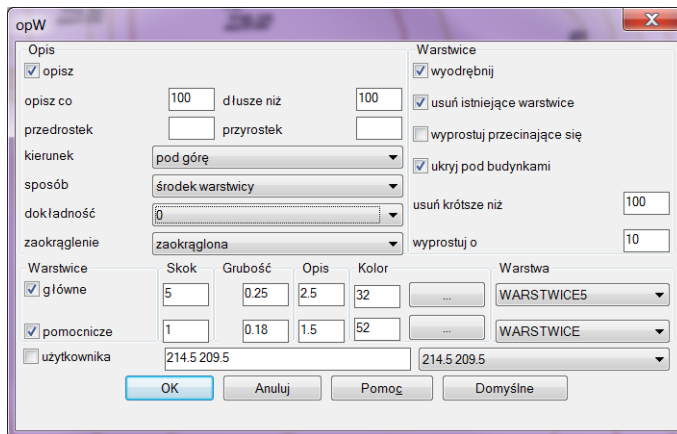 opW
Opis
opisz
opisz co 100 dłusze niż 100
przedrostek przyrostek
kierunek pod górę
sposób środek warstwicy
dokładność 0
zaokrąglenie zaokrąglona
Warstwice
wyodrębnij
usuń istniejące warstwice
wyprostuj przecinające się
ukryj pod budynkami
usuń krótsze niż 100
wyprostuj o 10
Warstwice Skok Grubość Opis Kolor Warstwa
główne 5 0.25 2.5 32 ... WARSTWICE5
pomocnicze 1 0.18 1.5 52 ... WARSTWICE
użytkownika 214.5 209.5 214.5 209.5
OK Anuluj Pomoc Domyślne